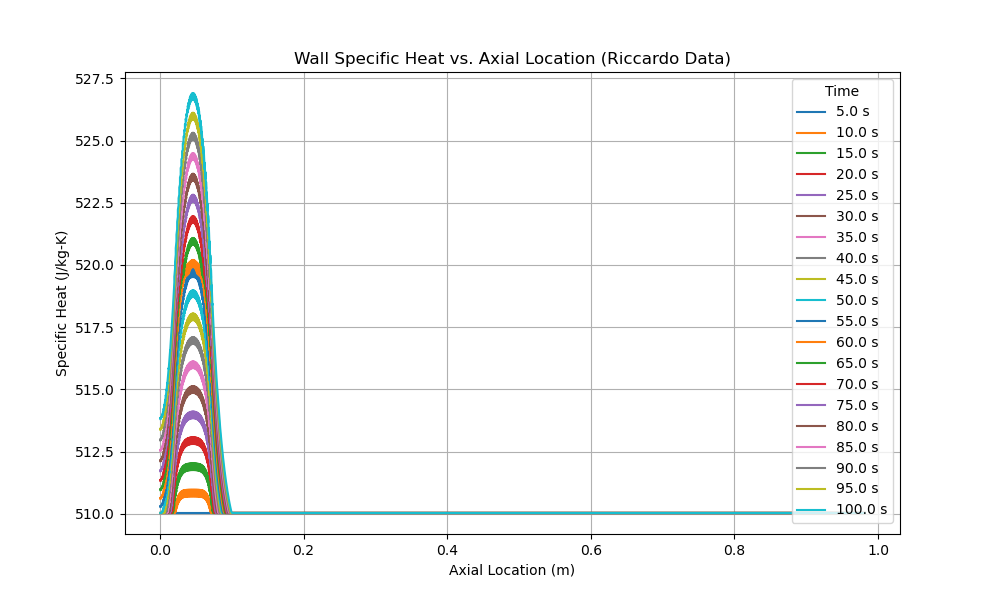 Wall Specific Heat vs. Axial Location (Riccardo Data)
Specific Heat (J/kg-K)
527.5
525.0
522.5
520.0
517.5
515.0
512.5
510.0
0.0 0.2 0.4 0.6 0.8 1.0
Axial Location (m)
Time
5.0 s
10.0 s
15.0 s
20.0 s
25.0 s
30.0 s
35.0 s
40.0 s
45.0 s
50.0 s
55.0 s
60.0 s
65.0 s
70.0 s
75.0 s
80.0 s
85.0 s
90.0 s
95.0 s
100.0 s